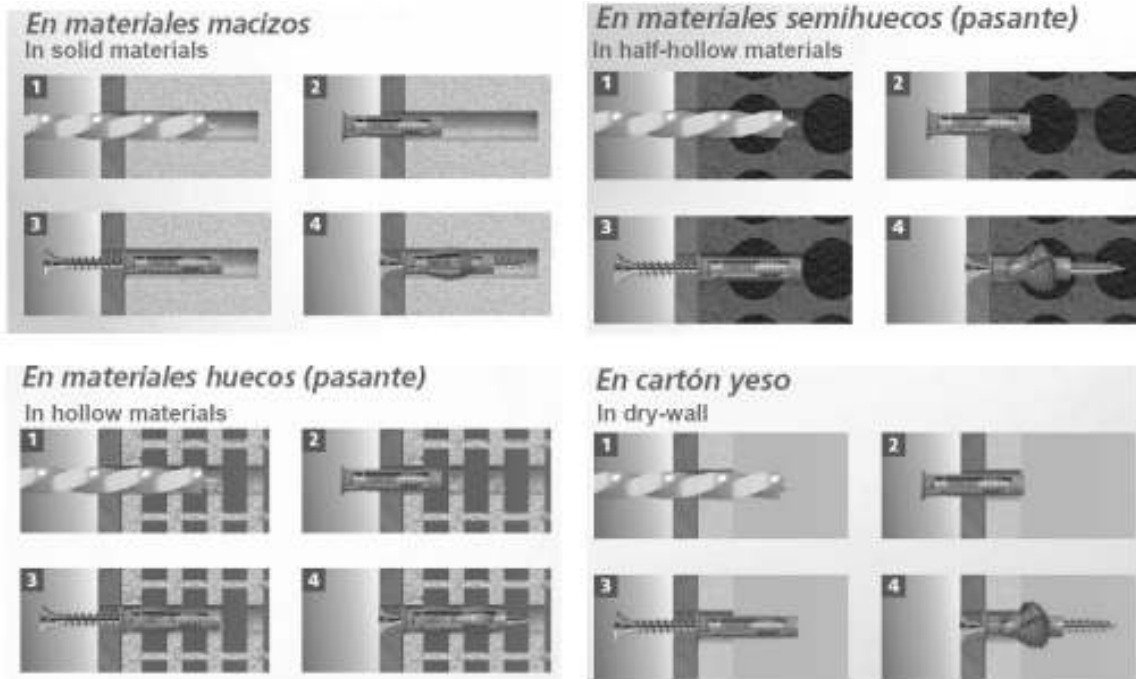 En materiales macizos
In solid materials
1
2
3
4
En materiales semihuecos (pasante)
In half-hollow materials
1
2
3
4
En materiales huecos (pasante)
In hollow materials
1
2
3
4
En cartón yeso
In dry-wall
1
2
3
4